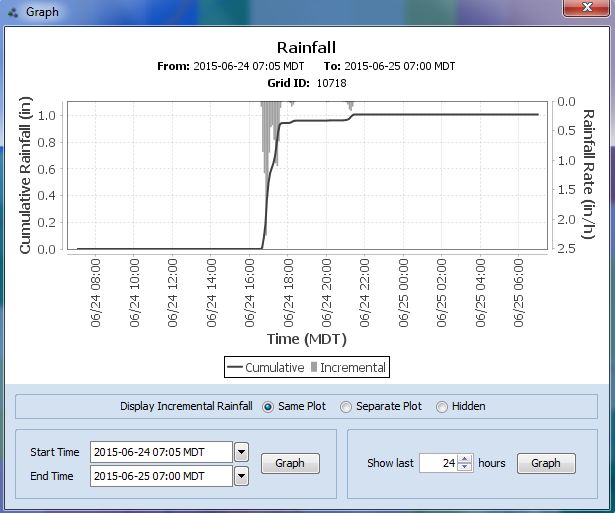 Graph
Rainfall
From: 2015-06-24 07:05 MDT To: 2015-06-25 07:00 MDT
Grid ID: 10718
Cumulative Rainfall (in)
1.0
0.8
0.6
0.4
0.2
0.0
0.0
0.5
1.0
1.5
2.0
2.5
Rainfall Rate (in/h)
06/24 08:00
06/24 10:00
06/24 12:00
06/24 14:00
06/24 16:00
06/24 18:00
06/24 20:00
06/24 22:00
06/25 00:00
06/25 02:00
06/25 04:00
06/25 06:00
Time (MDT)
Cumulative Incremental
Display Incremental Rainfall Same Plot Separate Plot Hidden
Start Time 2015-06-24 07:05 MDT
End Time 2015-06-25 07:00 MDT
Graph
Show last 24 hours Graph